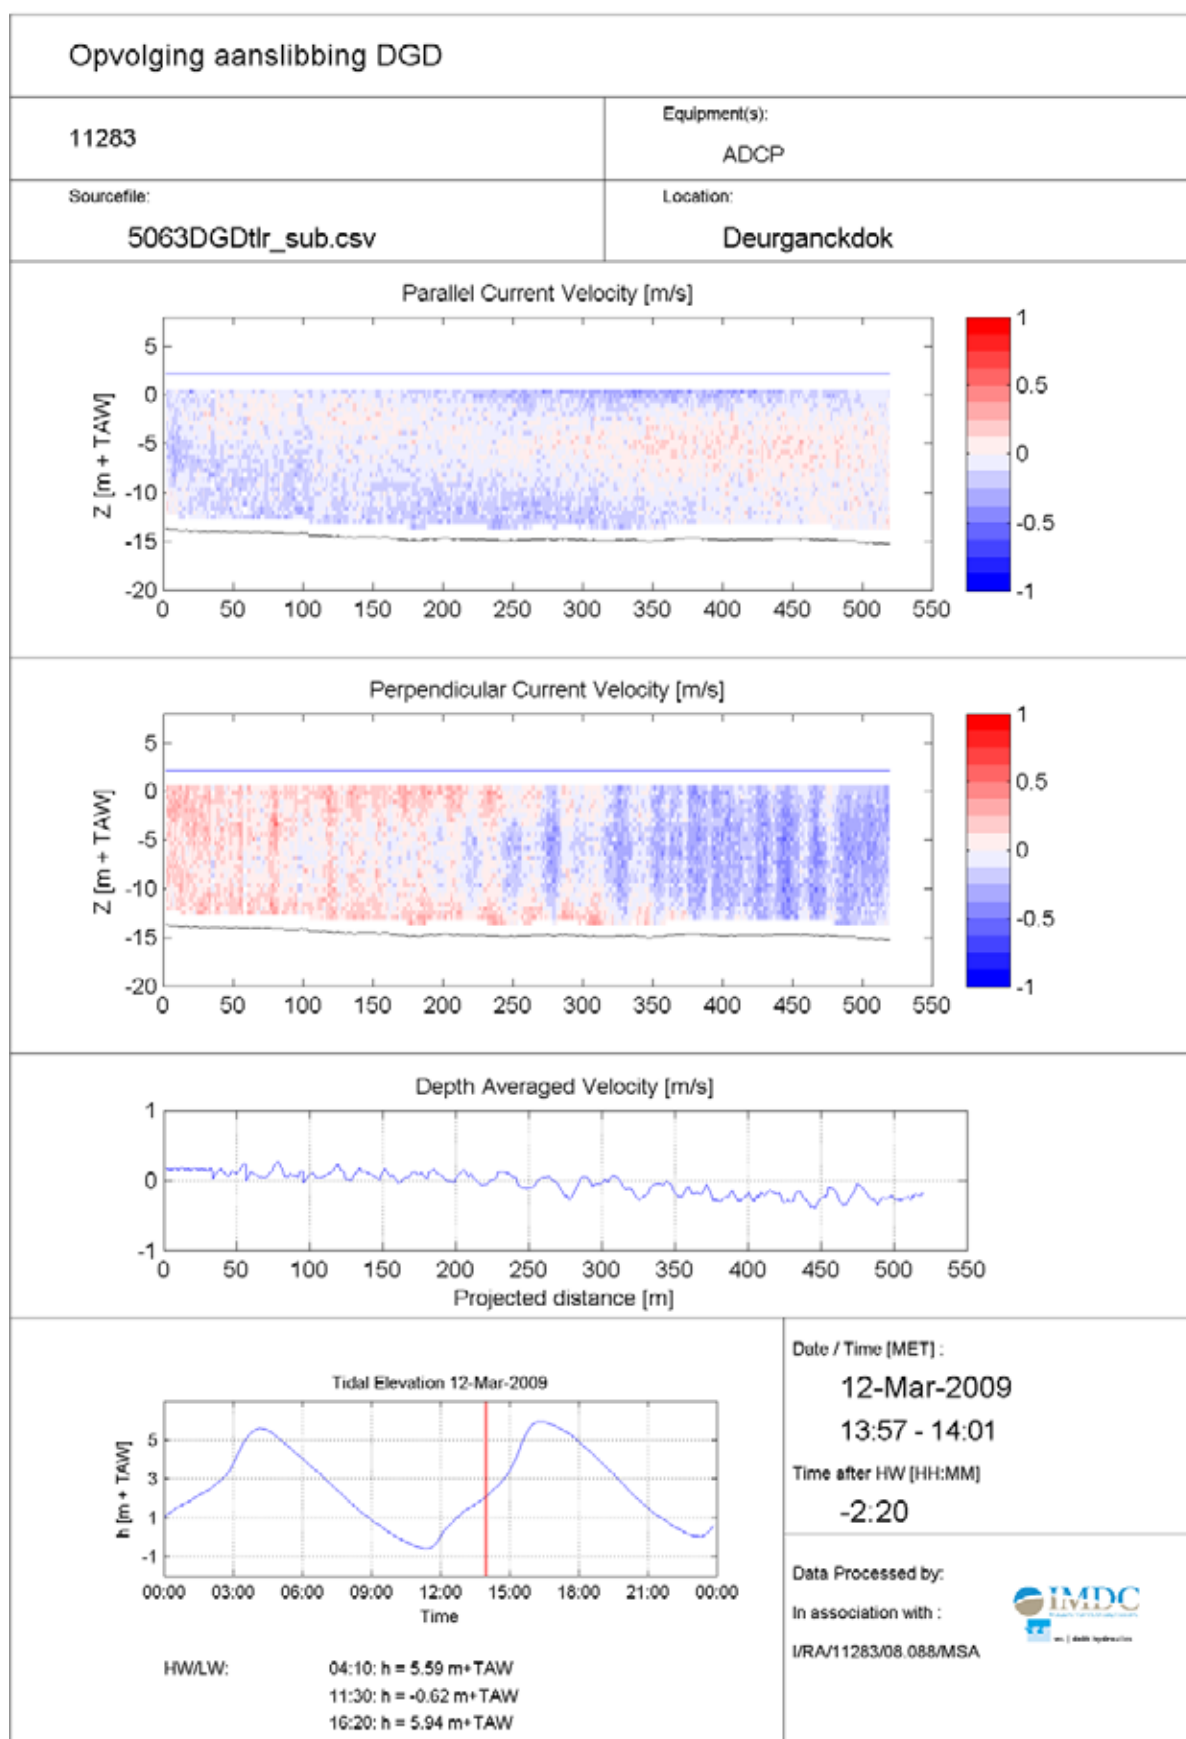 Opvolging aanslibbing DGD
11283
Equipment(s):
ADCP
Sourcefile:
5063DGDtlr_sub.csv
Location:
Deurganckdok
Parallel Current Velocity [m/s]
Z [m + TAW]
5
0
-5
-10
-15
-20
0 50 100 150 200 250 300 350 400 450 500 550
1
0.5
0
-0.5
-1
Perpendicular Current Velocity [m/s]
Z [m + TAW]
5
0
-5
-10
-15
-20
0 50 100 150 200 250 300 350 400 450 500 550
1
0.5
0
-0.5
-1
Depth Averaged Velocity [m/s]
1
0
-1
0 50 100 150 200 250 300 350 400 450 500 550
Projected distance [m]
Tidal Elevation 12-Mar-2009
h [m + TAW]
5
3
1
-1
00:00 03:00 06:00 09:00 12:00 15:00 18:00 21:00 00:00
Time
HW/LW:
04:10: h = 5.59 m+TAW
11:30: h = -0.62 m+TAW
16:20: h = 5.94 m+TAW
Date / Time [MET] :
12-Mar-2009
13:57 - 14:01
Time after HW [HH:MM]
-2:20
Data Processed by:
IMDC
In association with :
wl | delft hydraulics
I/RA/11283/08.088/MSA